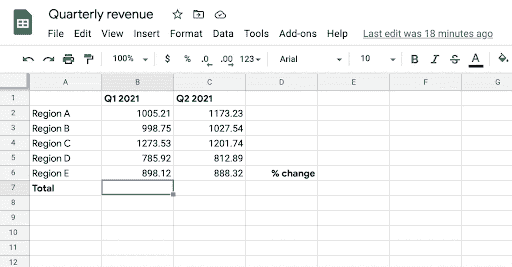 Quarterly revenue
File Edit View Insert Format Data Tools Add-ons Help Last edit was 18 minutes ago
100% $ % .0 .00 123 Arial 10 B I S A
A B C D E F G
1 Q1 2021 Q2 2021
2 Region A 1005.21 1173.23
3 Region B 998.75 1027.54
4 Region C 1273.53 1201.74
5 Region D 785.92 812.89
6 Region E 898.12 888.32 % change
7 Total
8
9
10
11
12